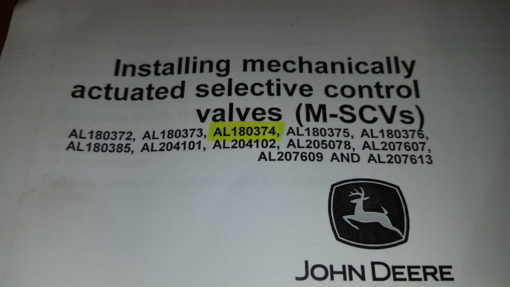 Installing mechanically
actuated selective control
valves (M-SCVs)
AL180372, AL180373, AL180374, AL180375, AL180376,
AL180385, AL204101, AL204102, AL205078, AL207607,
AL207609 AND AL207613
JOHN DEERE